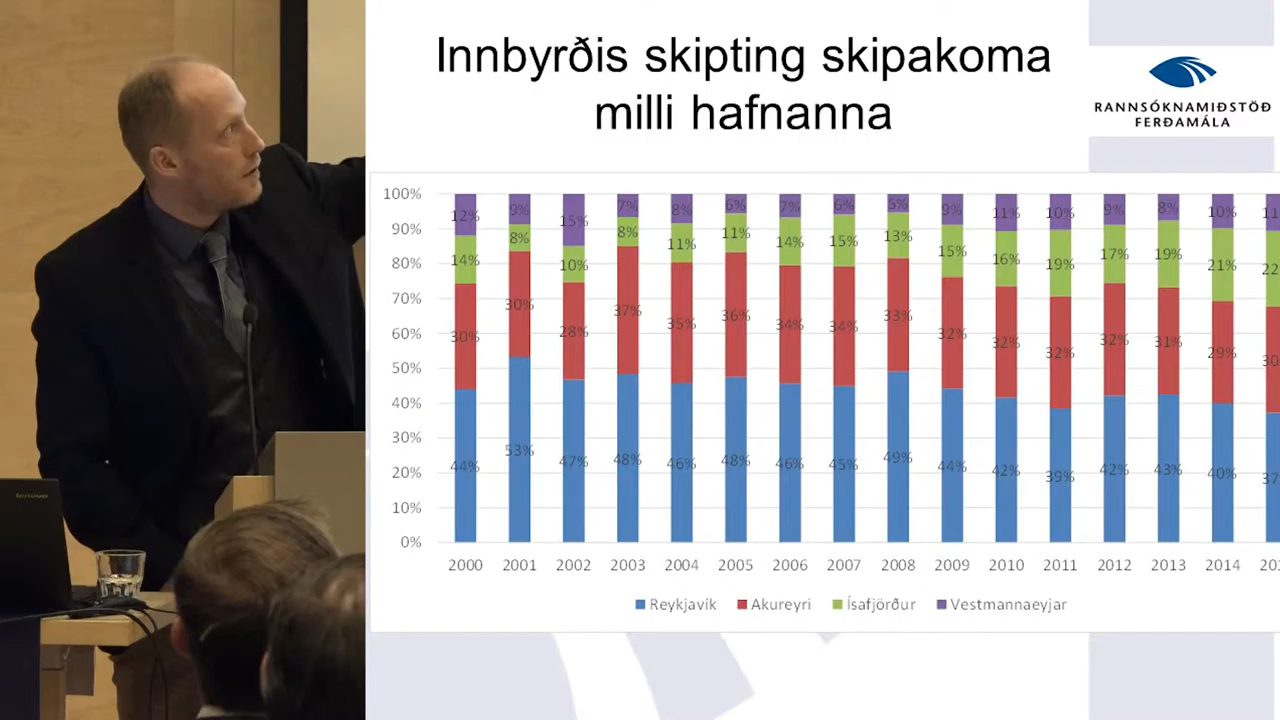 Innbyrðis skipting skipakoma
milli hafnanna
RANNSÓKNAMIÐSTÖÐ
FERÐAMÁLA
100%
90%
80%
70%
60%
50%
40%
30%
20%
10%
0%
12% 9% 15% 7% 8% 6% 7% 6% 5% 9% 11% 10% 9% 8% 10%
14% 8% 10% 8% 11% 11% 14% 15% 13% 15% 16% 19% 17% 19% 21%
30% 30% 28% 37% 35% 36% 34% 34% 33% 32% 32% 32% 32% 31% 29%
44% 53% 47% 48% 46% 48% 46% 45% 49% 44% 42% 39% 42% 43% 40%
2000 2001 2002 2003 2004 2005 2006 2007 2008 2009 2010 2011 2012 2013 2014
Reykjavík Akureyri Ísafjörður Vestmannaeyjar
lenovo